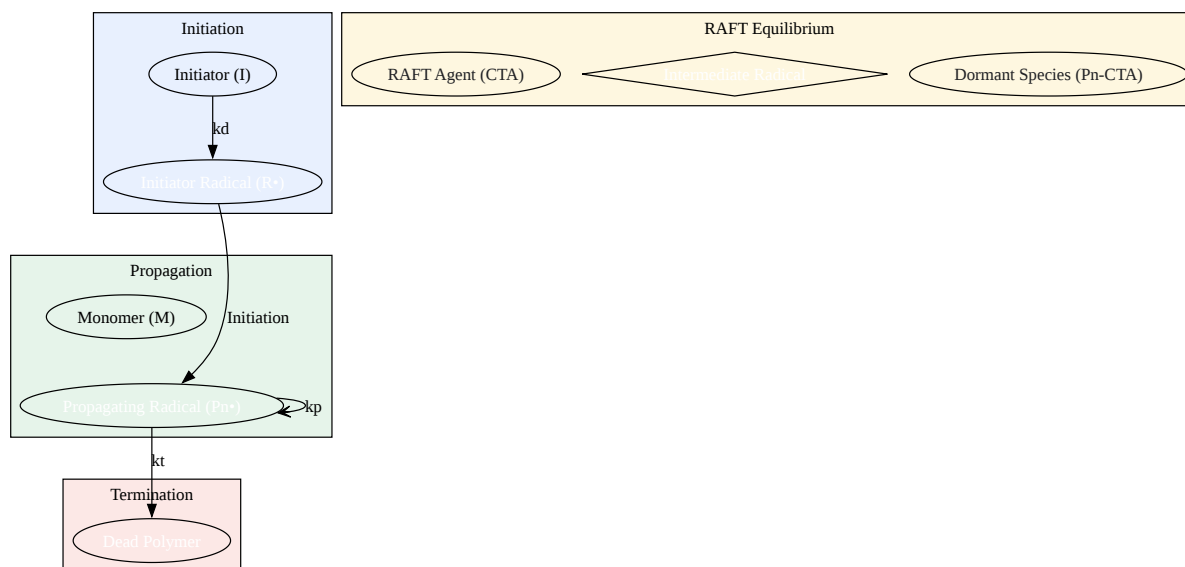 Initiation
Initiator (I)
kd
Initiator Radical (R•)
Initiation
Propagation
Monomer (M)
Propagating Radical (Pn•)
kp
kt
Termination
Dead Polymer
RAFT Equilibrium
RAFT Agent (CTA)
Intermediate Radical
Dormant Species (Pn-CTA)